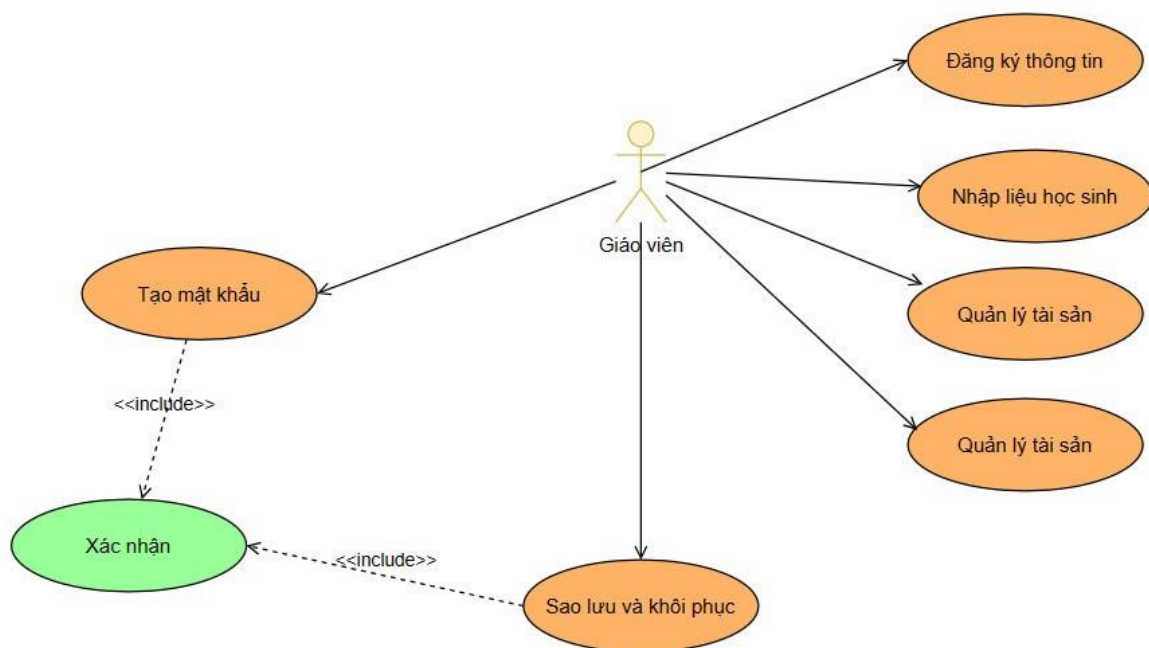 Đăng ký thông tin
Nhập liệu học sinh
Giáo viên
Tạo mật khẩu
Quản lý tài sản
<<include>>
Quản lý tài sản
Xác nhận
<<include>>
Sao lưu và khôi phục